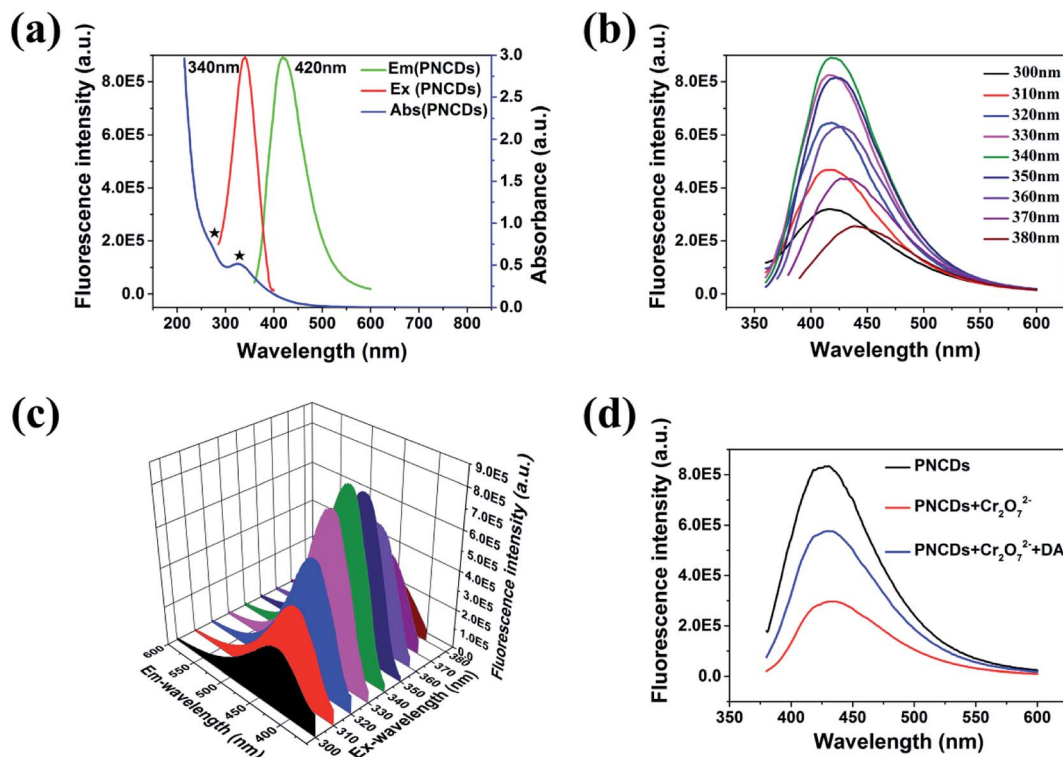 (a)
Fluorescence intensity (a.u.)
8.0E5
6.0E5
4.0E5
2.0E5
0.0
340nm 420nm
Em(PNCDs)
Ex (PNCDs)
Abs(PNCDs)
3.0
2.5
2.0
1.5
1.0
0.5
0.0
Absorbance (a.u.)
200 300 400 500 600 700 800
Wavelength (nm)
(b)
Fluorescence intensity (a.u.)
8.0E5
6.0E5
4.0E5
2.0E5
0.0
300nm
310nm
320nm
330nm
340nm
350nm
360nm
370nm
380nm
350 400 450 500 550 600
Wavelength (nm)
(c)
9.0E5
8.0E5
7.0E5
6.0E5
5.0E5
4.0E5
3.0E5
2.0E5
1.0E5
0.0
Fluorescence intensity (a.u.)
600 550 500 450 400
Em-wavelength (nm)
300 310 320 330 340 350 360 370 380
Ex-wavelength (nm)
(d)
Fluorescence intensity (a.u.)
8.0E5
6.0E5
4.0E5
2.0E5
0.0
PNCDs
PNCDs+Cr₂O₇²⁻
PNCDs+Cr₂O₇²⁻+DA
350 400 450 500 550 600
Wavelength (nm)